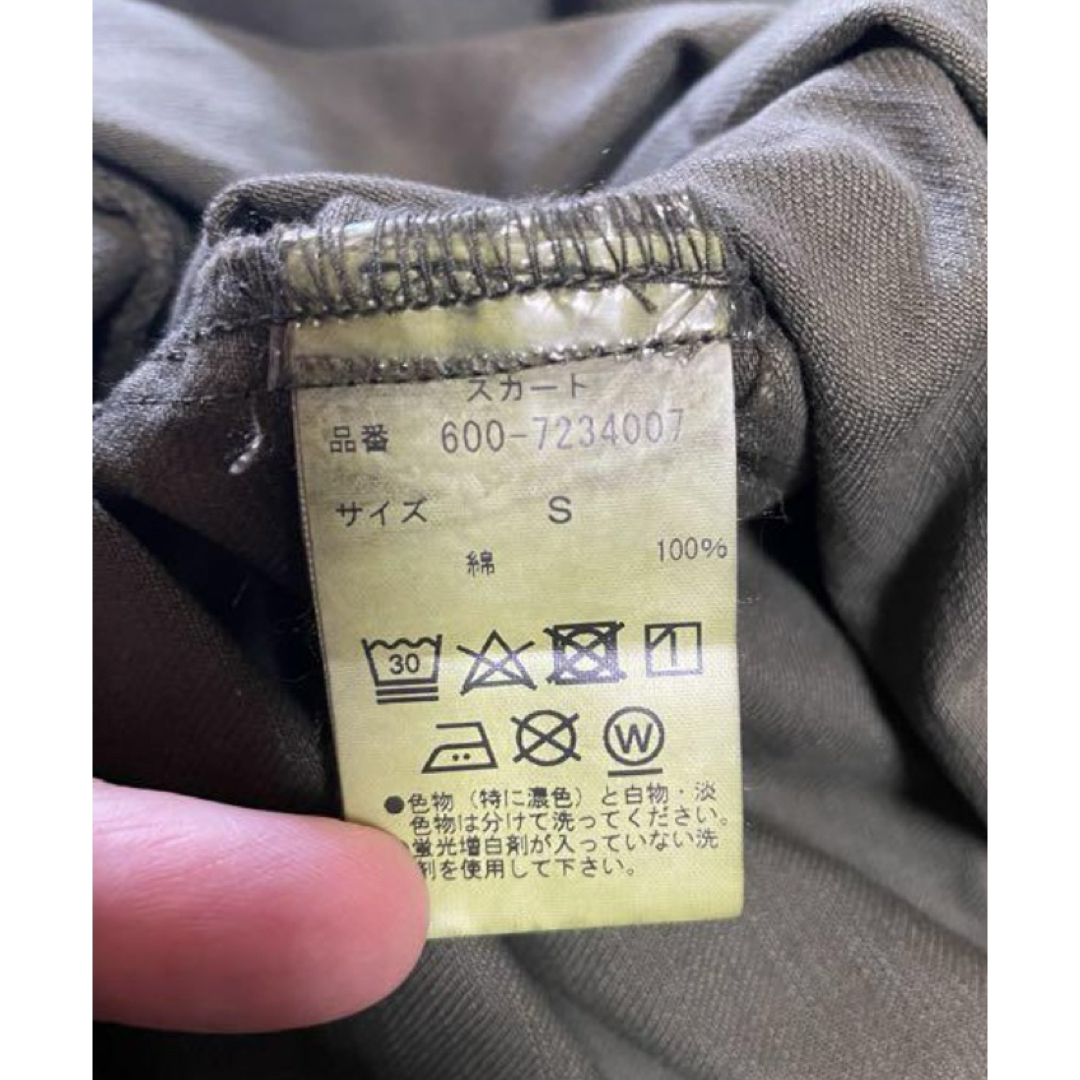 スカート
品番 600-7234007
サイズ S
綿 100%
30
W
●色物（特に濃色）と白物・淡
色物は分けて洗ってください。
蛍光増白剤が入っていない洗
剤を使用して下さい。